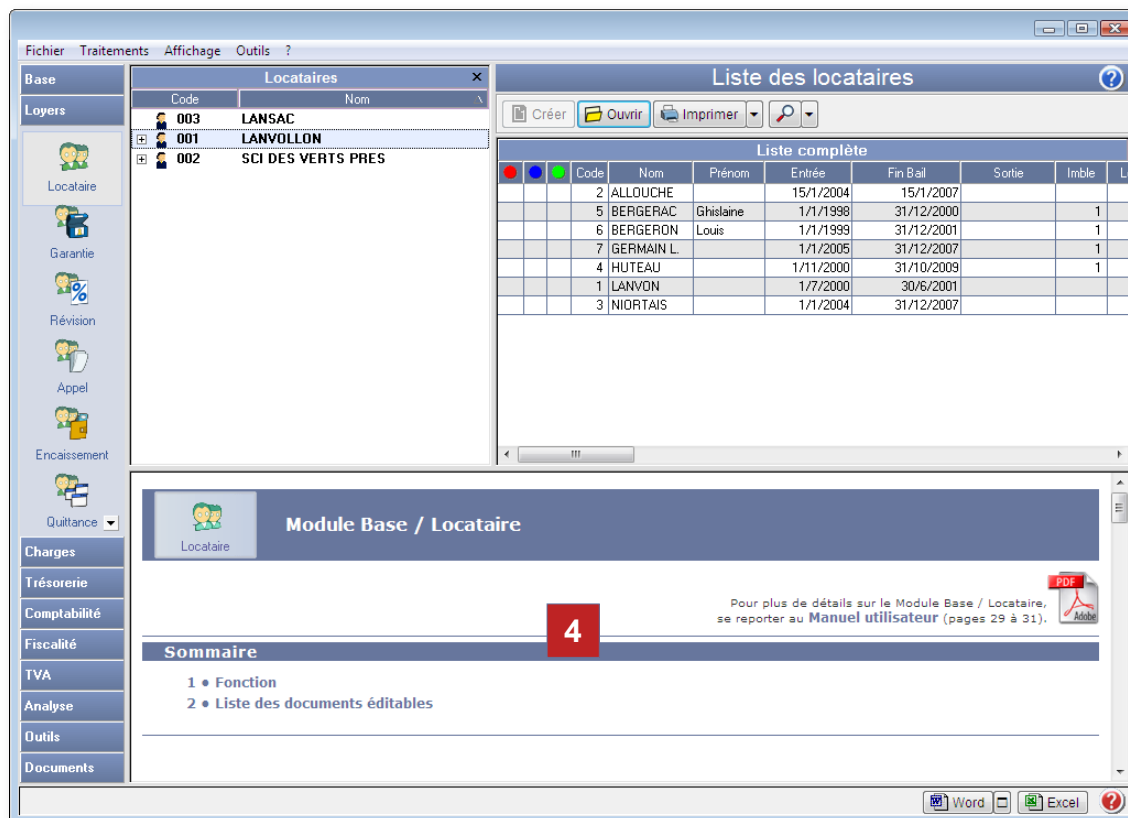 Fichier Traitements Affichage Outils ?
Base
Loyers
Locataire
Garantie
Révision
Appel
Encaissement
Quittance
Charges
Trésorerie
Comptabilité
Fiscalité
TVA
Analyse
Outils
Documents
Locataires
Code Nom
003 LANSAC
001 LANVOLLON
002 SCI DES VERTS PRES
Liste des locataires
Créer Ouvrir Imprimer
Liste complète
Code Nom Prénom Entrée Fin Bail Sortie Imble
2 ALLOUCHE 15/1/2004 15/1/2007
5 BERGERAC Ghislaine 1/1/1998 31/12/2000 1
6 BERGERON Louis 1/1/1999 31/12/2001 1
7 GERMAIN L. 1/1/2005 31/12/2007 1
4 HUTEAU 1/11/2000 31/10/2009 1
1 LANVON 1/7/2000 30/6/2001
3 NIORTAIS 1/1/2004 31/12/2007
Locataire
Module Base / Locataire
PDF
Adobe
Pour plus de détails sur le Module Base / Locataire,
se reporter au Manuel utilisateur (pages 29 à 31).
4
Sommaire
1 • Fonction
2 • Liste des documents éditables
Word Excel ?